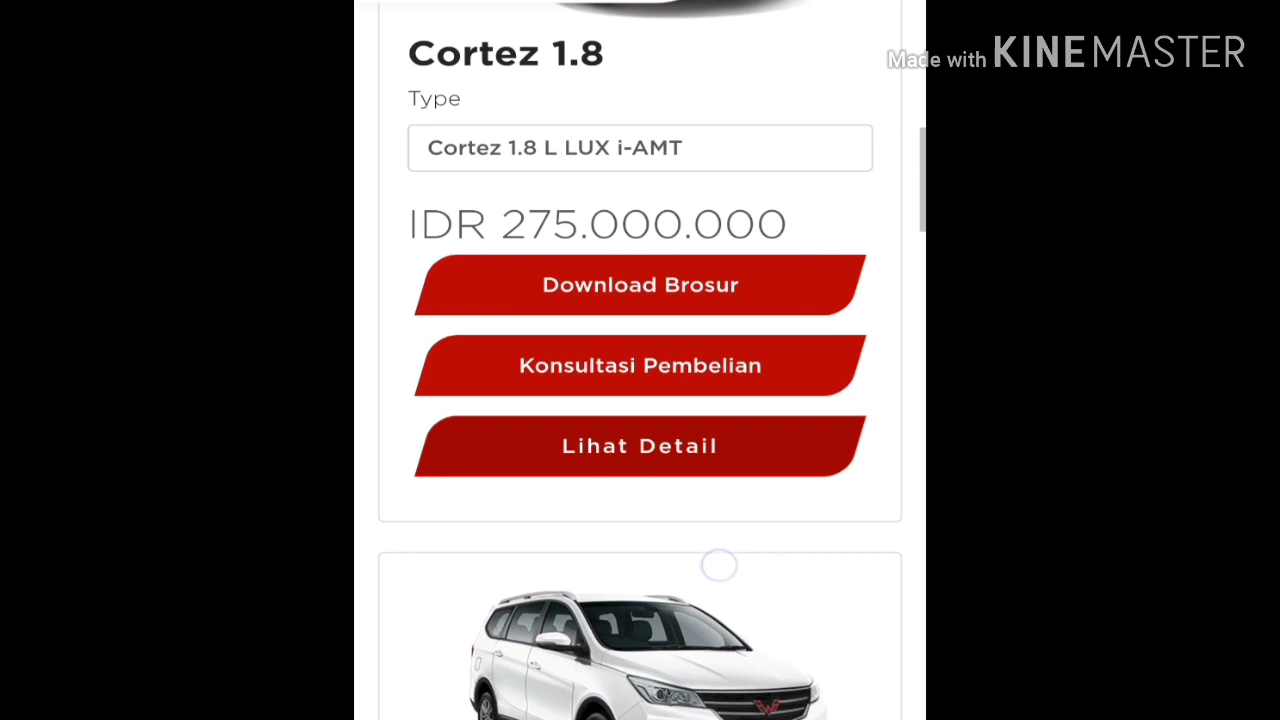 Cortez 1.8
Made with KINEMASTER
Type
Cortez 1.8 L LUX i-AMT
IDR 275.000.000
Download Brosur
Konsultasi Pembelian
Lihat Detail